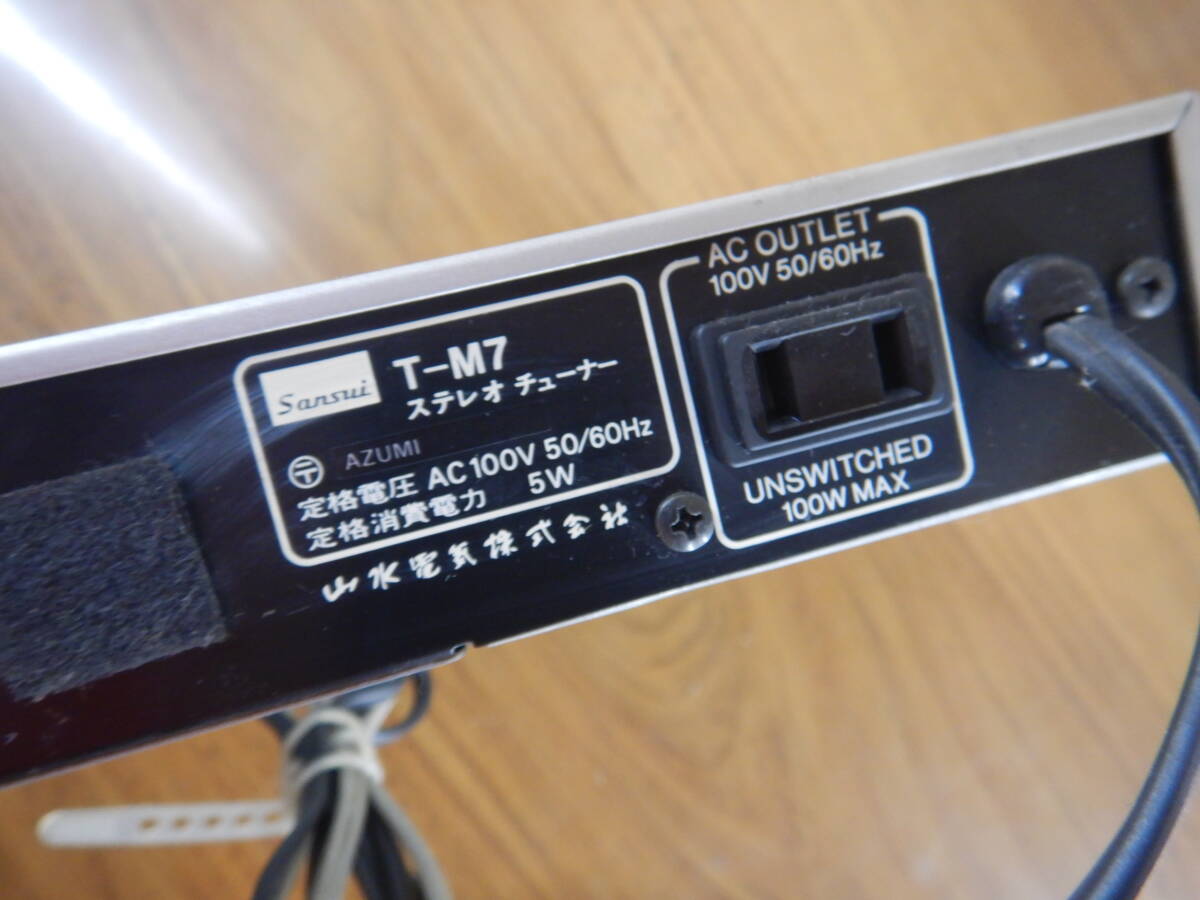 Sansui
T-M7
ステレオ チューナー
〒 AZUMI
定格電圧 AC100V 50/60Hz
定格消費電力 5W
山水電気株式会社
AC OUTLET
100V 50/60Hz
UNSWITCHED
100W MAX